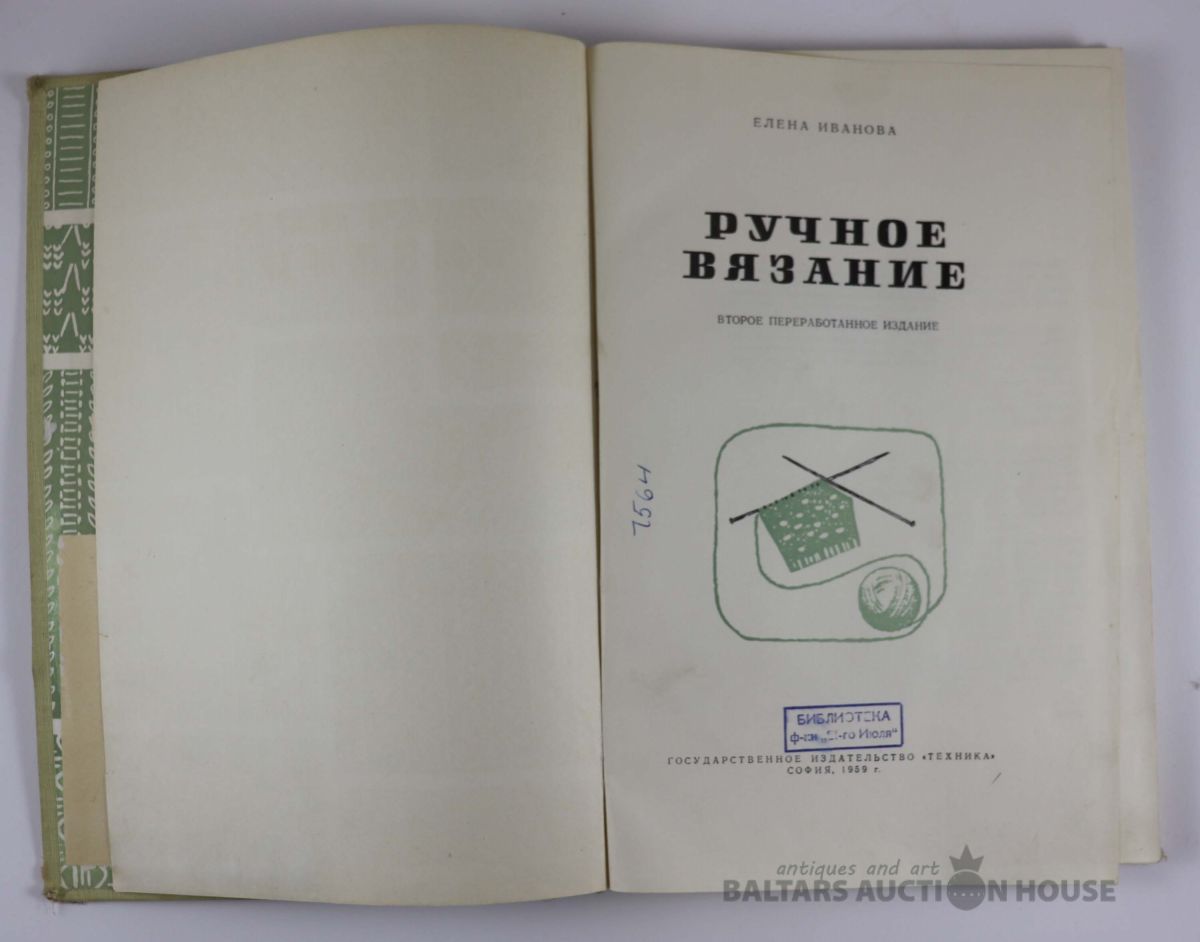 ЕЛЕНА ИВАНОВА
РУЧНОЕ
ВЯЗАНИЕ
ВТОРОЕ ПЕРЕРАБОТАННОЕ ИЗДАНИЕ
7564
БИБЛИОТЕКА
Июля“
ГОСУДАРСТВЕННОЕ ИЗДАТЕЛЬСТВО «ТЕХНИКА»
СОФИЯ, 1959 г.
antiques and art
BALTARS AUCTION HOUSE